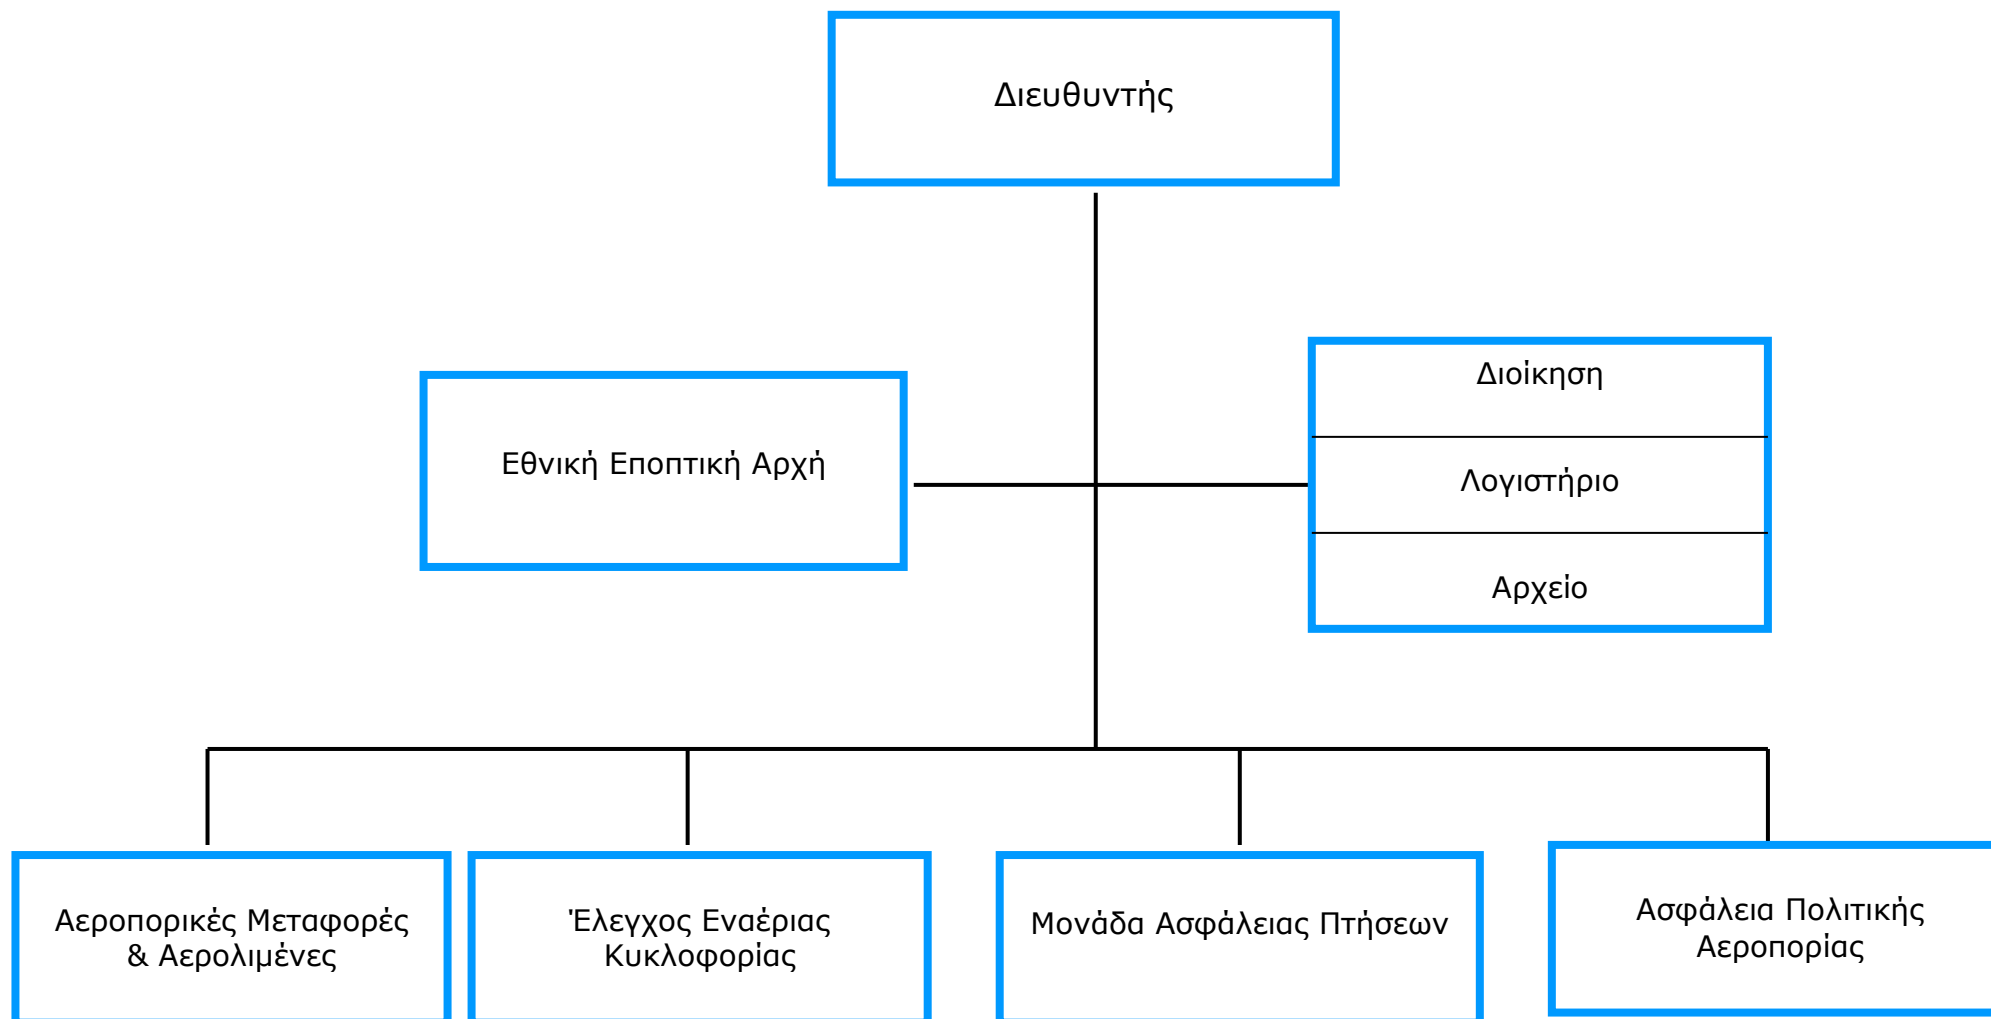 Διευθυντής
Εθνική Εποπτική Αρχή
Διοίκηση
Λογιστήριο
Αρχείο
Αεροπορικές Μεταφορές
& Αερολιμένες
Έλεγχος Εναέριας
Κυκλοφορίας
Μονάδα Ασφάλειας Πτήσεων
Ασφάλεια Πολιτικής
Αεροπορίας